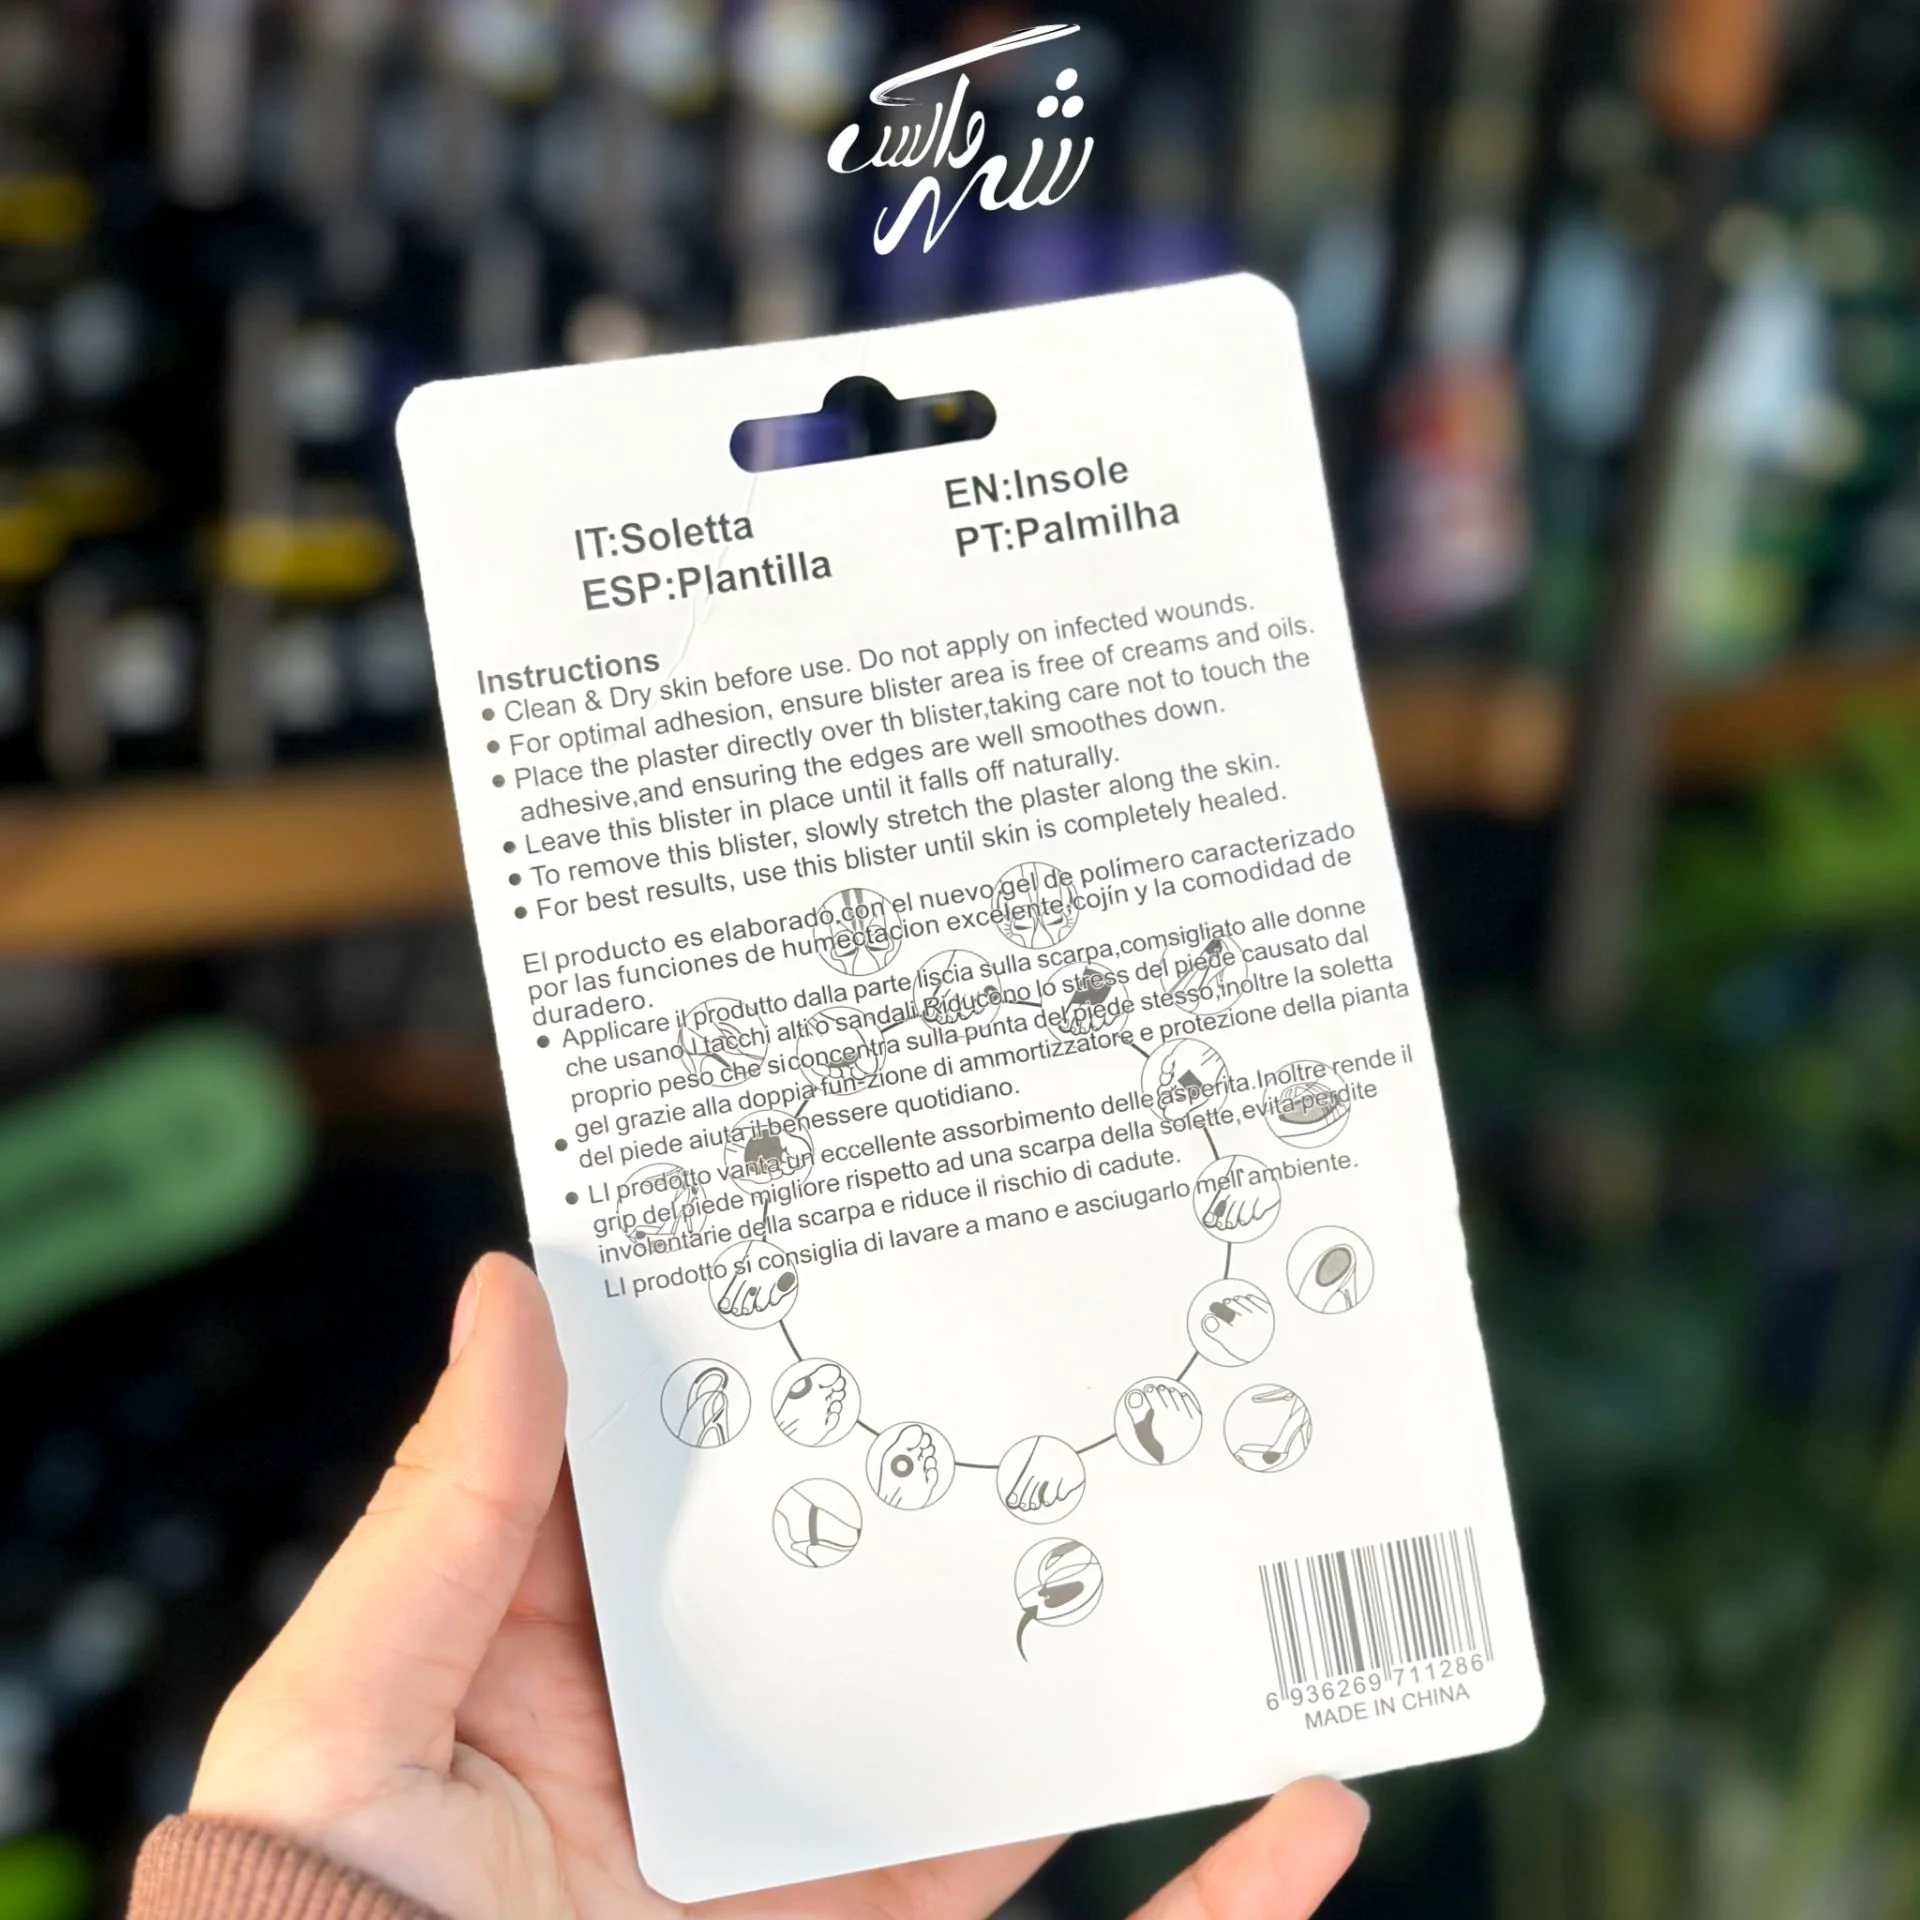 شهر واکس
IT:Soletta
ESP:Plantilla
EN:Insole
PT:Palmilha
Instructions
• Clean & Dry skin before use. Do not apply on infected wounds.
• For optimal adhesion, ensure blister area is free of creams and oils.
• Place the plaster directly over th blister,taking care not to touch the
adhesive,and ensuring the edges are well smoothes down.
• Leave this blister in place until it falls off naturally.
• To remove this blister, slowly stretch the plaster along the skin.
• For best results, use this blister until skin is completely healed.
El producto es elaborado con el nuevo gel de polímero caracterizado
por las funciones de humectacion excelente,cojín y la comodidad de
duradero.
• Applicare il produtto dalla parte liscia sulla scarpa,comsigliato alle donne
che usano i tacchi alti o sandali.Riducono lo stress del piede causato dal
proprio peso che siconcentra sulla punta del piede stesso,inoltre la soletta
gel grazie alla doppia fun-zione di ammortizzatore e protezione della pianta
• del piede aiuta il benessere quotidiano.
• LI prodotto vanta un eccellente assorbimento delle asperita.Inoltre rende il
grip del piede migliore rispetto ad una scarpa della solette,evita perdite
involentarie della scarpa e riduce il rischio di cadute.
LI prodotto si consiglia di lavare a mano e asciugarlo mell'ambiente.
6 936269 711286
MADE IN CHINA